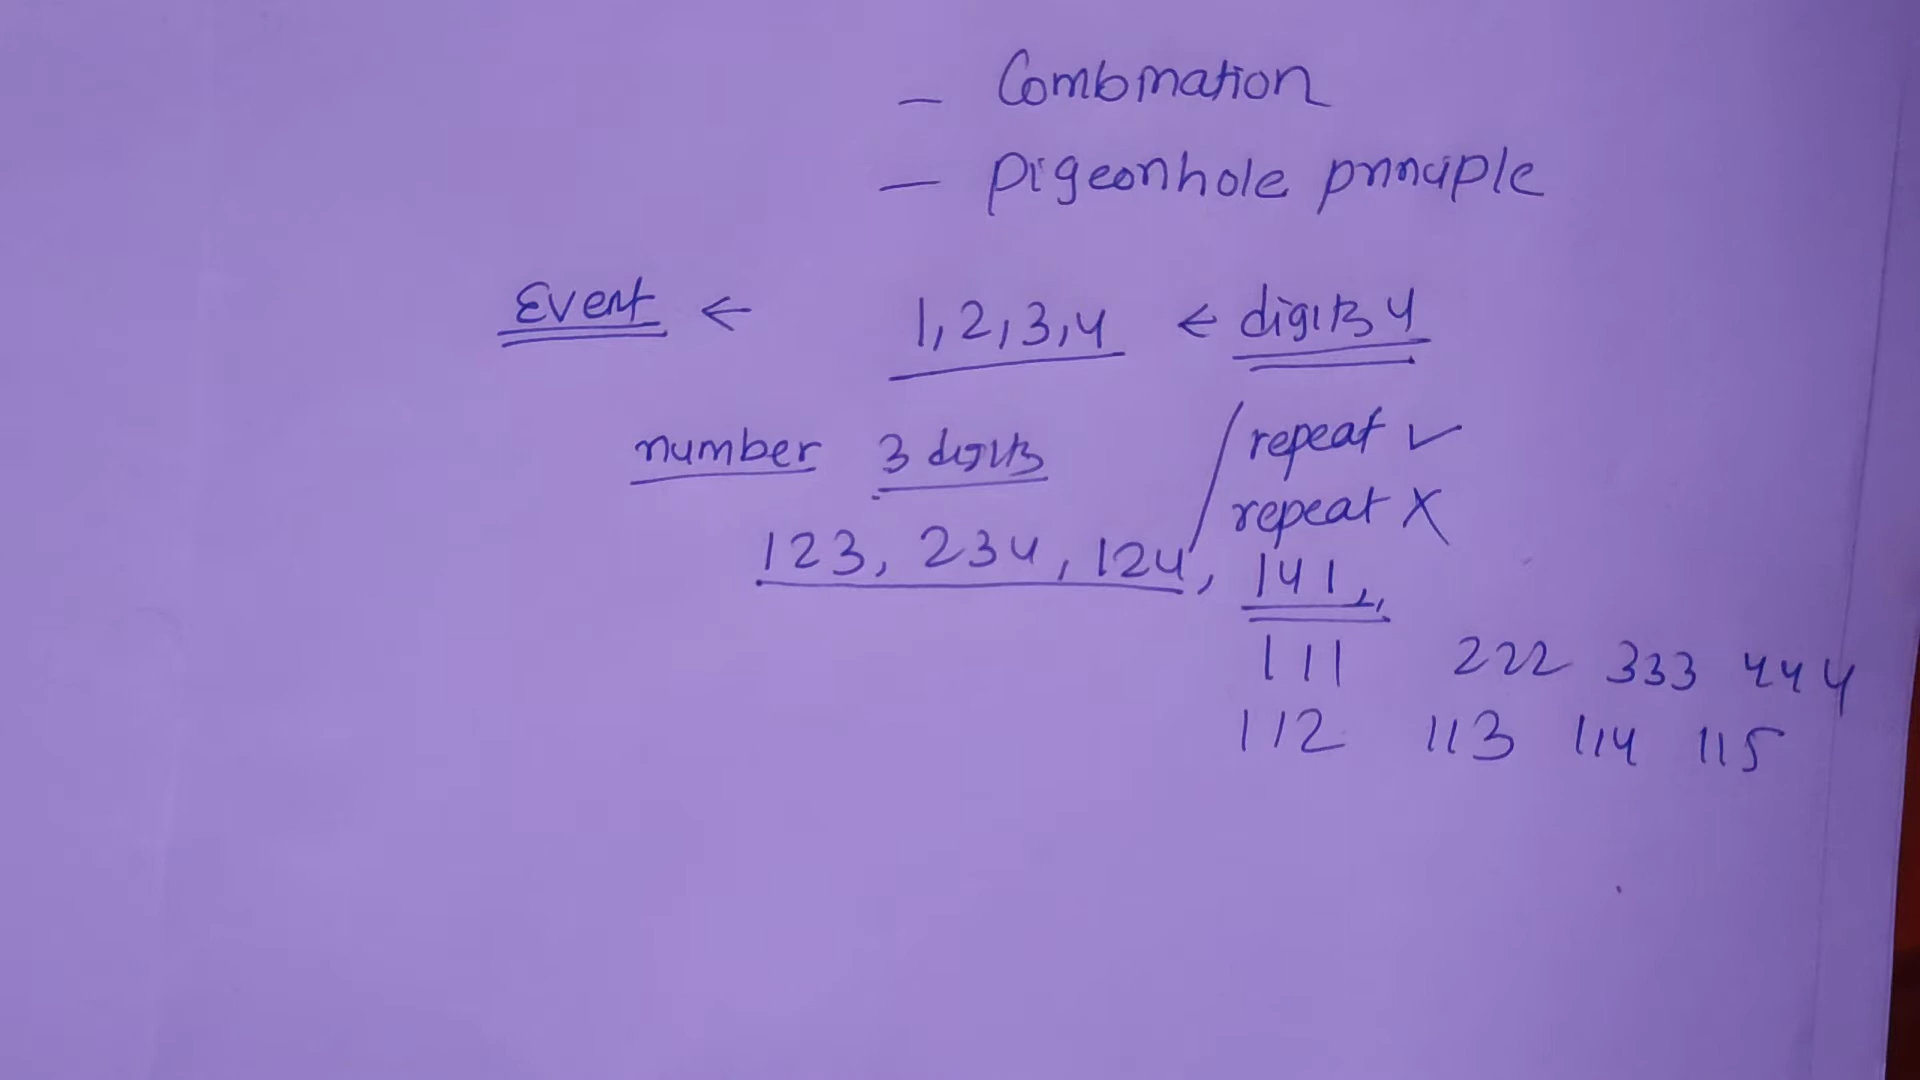 – Combination
– Pigeonhole principle
Event ← 1,2,3,4 ← digits 4
number 3 digits
repeat ✓
repeat X
123, 234, 124, 141,
111 222 333 444
112 113 114 115